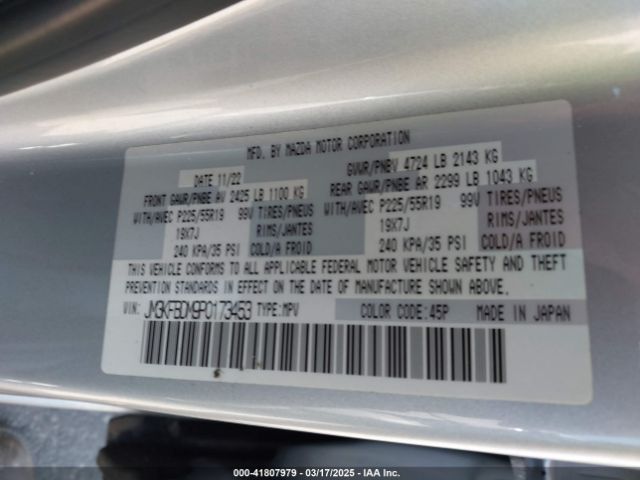 MFD. BY MAZDA MOTOR CORPORATION
DATE 11/22
GVWR/PNBV 4724 LB 2143 KG
FRONT GAWR/PNBE AV 2425 LB 1100 KG
WITH/AVEC P225/55R19 99V TIRES/PNEUS
19X7J RIMS/JANTES
240 KPA/35 PSI COLD/A FROID
REAR GAWR/PNBE AR 2299 LB 1043 KG
WITH/AVEC P225/55R19 99V TIRES/PNEUS
19X7J RIMS/JANTES
240 KPA/35 PSI COLD/A FROID
THIS VEHICLE CONFORMS TO ALL APPLICABLE FEDERAL MOTOR VEHICLE SAFETY AND THEFT
PREVENTION STANDARDS IN EFFECT ON THE DATE OF MANUFACTURE SHOWN ABOVE.
VIN: JM3KFBDM9P0173453 TYPE:MPV COLOR CODE:45P MADE IN JAPAN
000-41807979 - 03/17/2025 - IAA Inc.